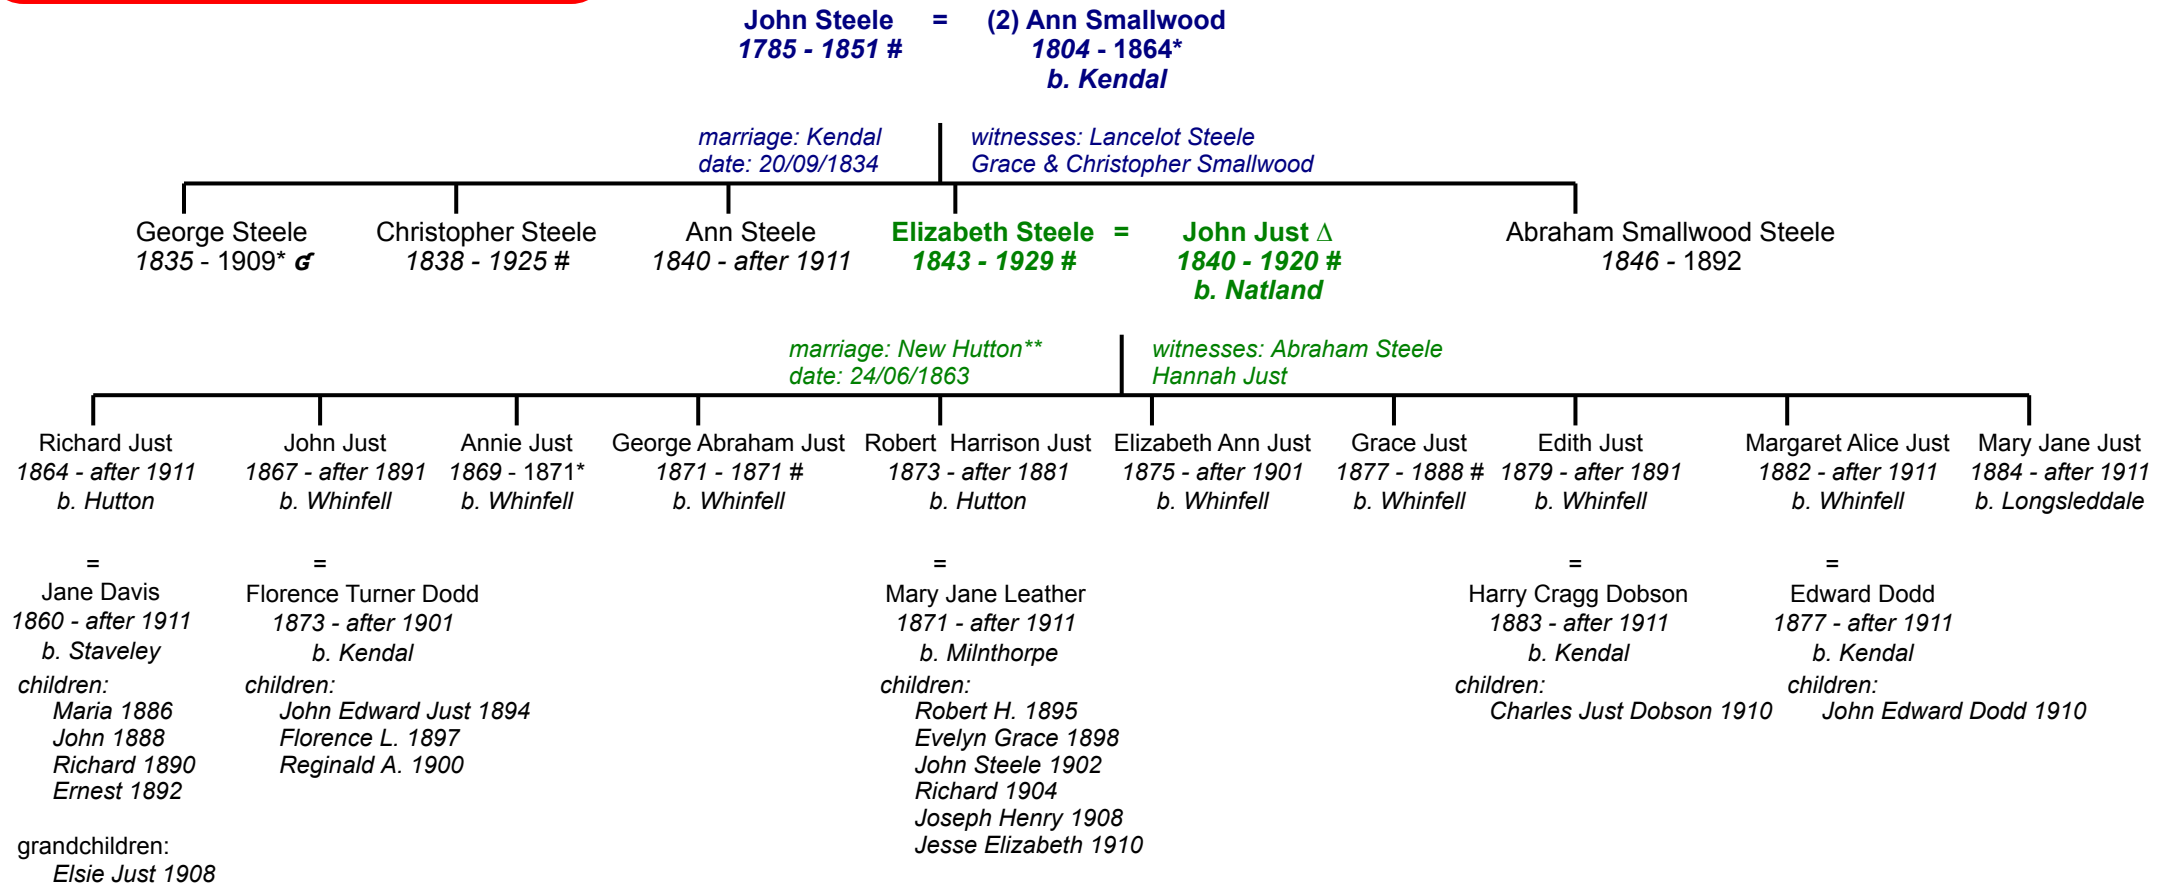 John Steele = (2) Ann Smallwood
1785 - 1851 # 1804 - 1864*
b. Kendal
marriage: Kendal witnesses: Lancelot Steele
date: 20/09/1834 Grace & Christopher Smallwood
George Steele Christopher Steele Ann Steele Elizabeth Steele = John Just Δ Abraham Smallwood Steele
1835 - 1909* 1838 - 1925 # 1840 - after 1911 1843 - 1929 # 1840 - 1920 # 1846 - 1892
b. Natland
marriage: New Hutton** witnesses: Abraham Steele
date: 24/06/1863 Hannah Just
Richard Just John Just Annie Just George Abraham Just Robert Harrison Just Elizabeth Ann Just Grace Just Edith Just Margaret Alice Just Mary Jane Just
1864 - after 1911 1867 - after 1891 1869 - 1871* 1871 - 1871 # 1873 - after 1881 1875 - after 1901 1877 - 1888 # 1879 - after 1891 1882 - after 1911 1884 - after 1911
b. Hutton b. Whinfell b. Whinfell b. Whinfell b. Hutton b. Whinfell b. Whinfell b. Whinfell b. Whinfell b. Longsleddale
= = = = =
Jane Davis Florence Turner Dodd Mary Jane Leather Harry Cragg Dobson Edward Dodd
1860 - after 1911 1873 - after 1901 1871 - after 1911 1883 - after 1911 1877 - after 1911
b. Staveley b. Kendal b. Milnthorpe b. Kendal b. Kendal
children: children: children: children: children:
Maria 1886 John Edward Just 1894 Robert H. 1895 Charles Just Dobson 1910 John Edward Dodd 1910
John 1888 Florence L. 1897 Evelyn Grace 1898
Richard 1890 Reginald A. 1900 John Steele 1902
Ernest 1892 Richard 1904
Joseph Henry 1908
grandchildren: Jesse Elizabeth 1910
Elsie Just 1908